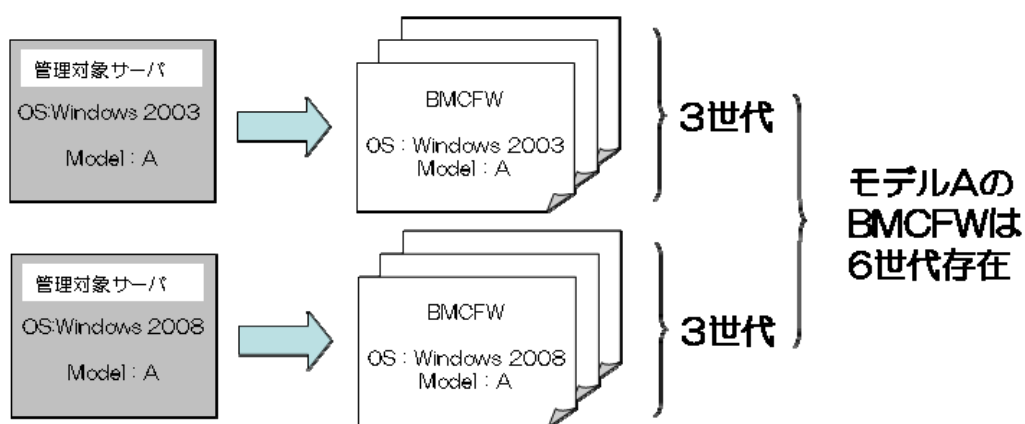 管理対象サーバ
OS:Windows 2003
Model：A
BMCFW
OS：Windows 2003
Model：A
3世代
管理対象サーバ
OS:Windows 2008
Model：A
BMCFW
OS：Windows 2008
Model：A
3世代
モデルAの
BMCFWは
6世代存在